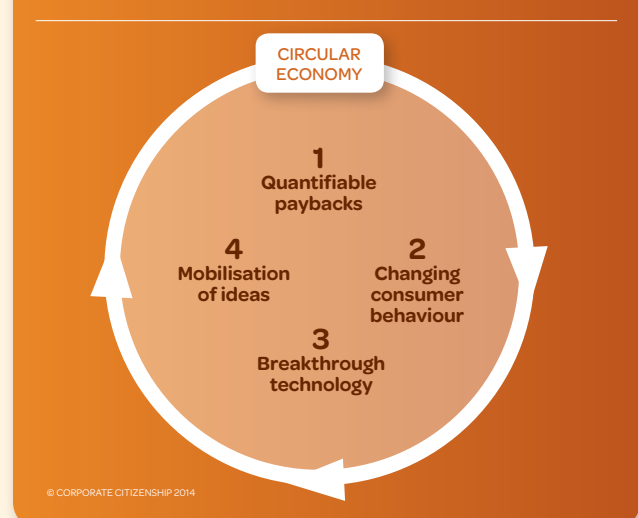 CIRCULAR
ECONOMY
1
Quantifiable
paybacks
2
Changing
consumer
behaviour
3
Breakthrough
technology
4
Mobilisation
of ideas
© CORPORATE CITIZENSHIP 2014